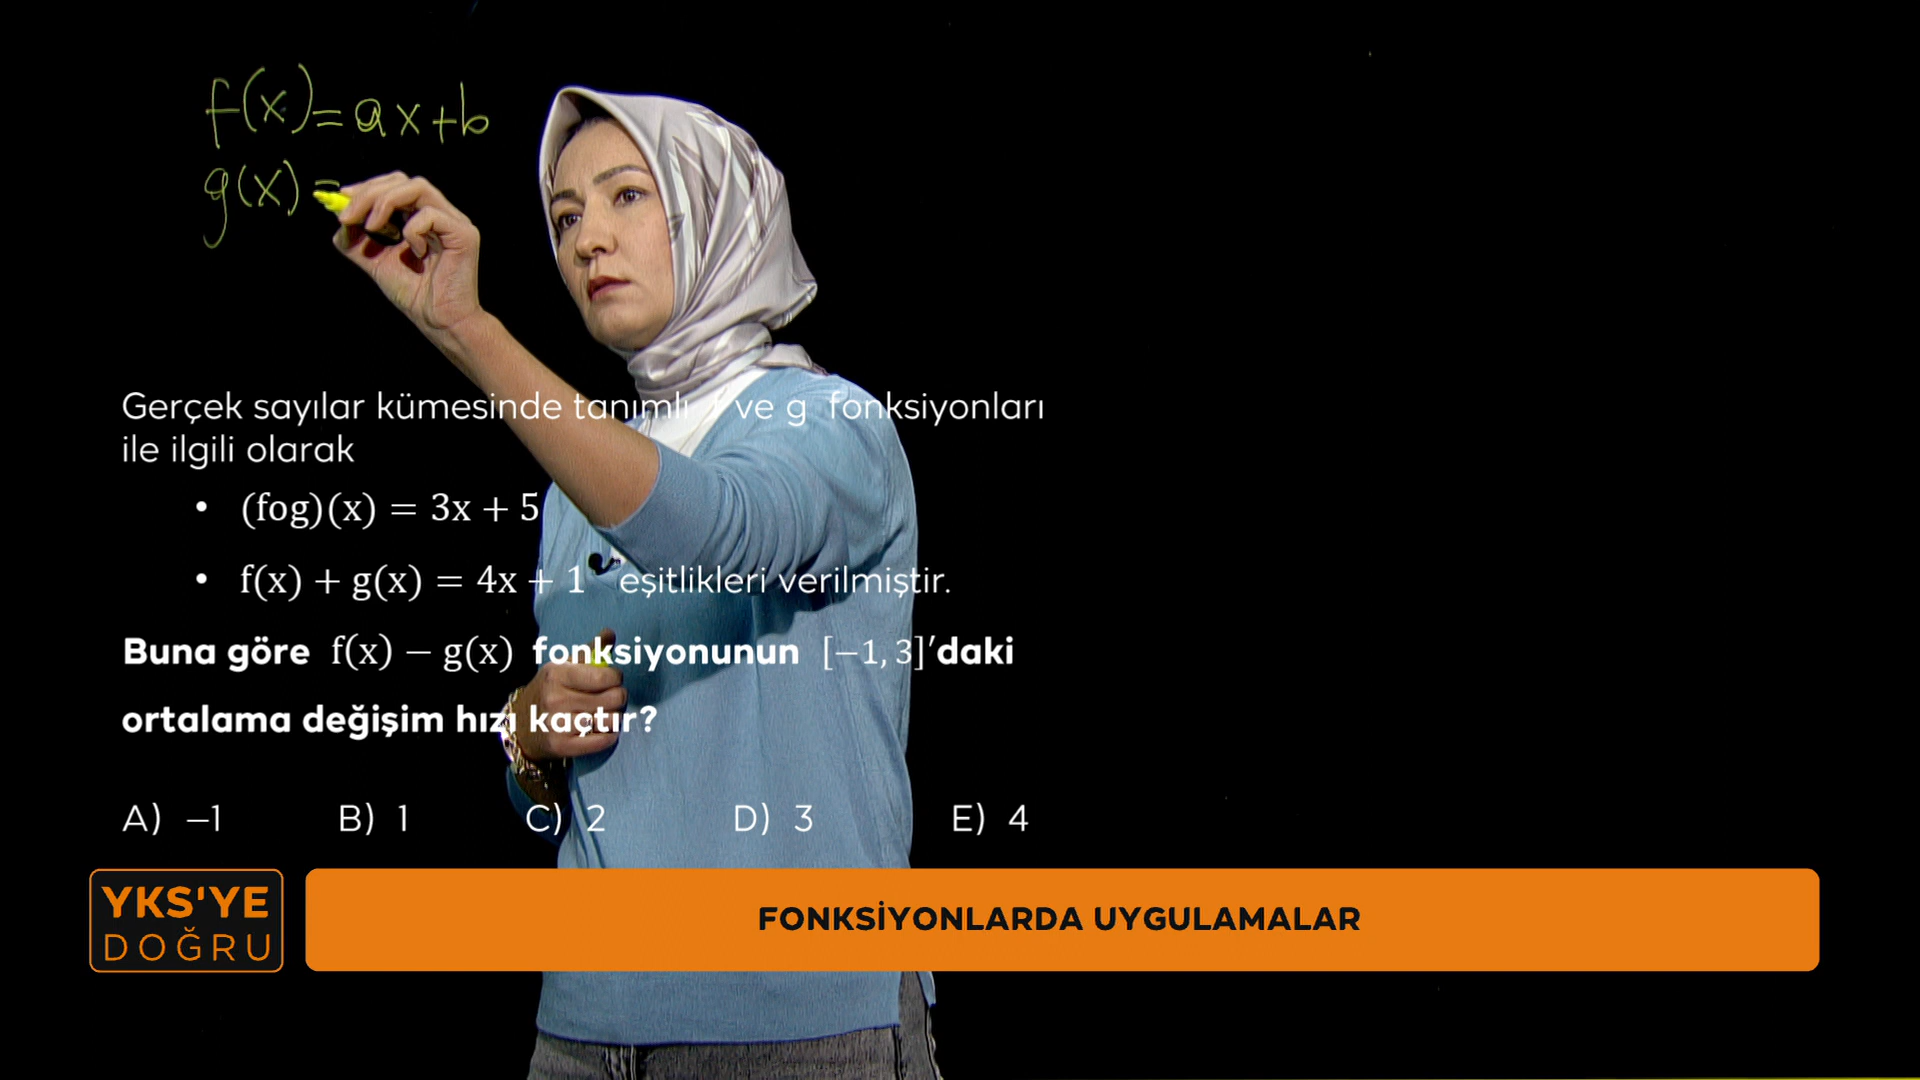 f(x)=ax+b
g(x)=
Gerçek sayılar kümesinde tanımlı f ve g fonksiyonları
ile ilgili olarak
• (fog)(x) = 3x + 5
• f(x) + g(x) = 4x + 1 eşitlikleri verilmiştir.
Buna göre f(x) − g(x) fonksiyonunun [−1, 3]′daki
ortalama değişim hızı kaçtır?
A) −1 B) 1 C) 2 D) 3 E) 4
YKS'YE
DOĞRU
FONKSİYONLARDA UYGULAMALAR